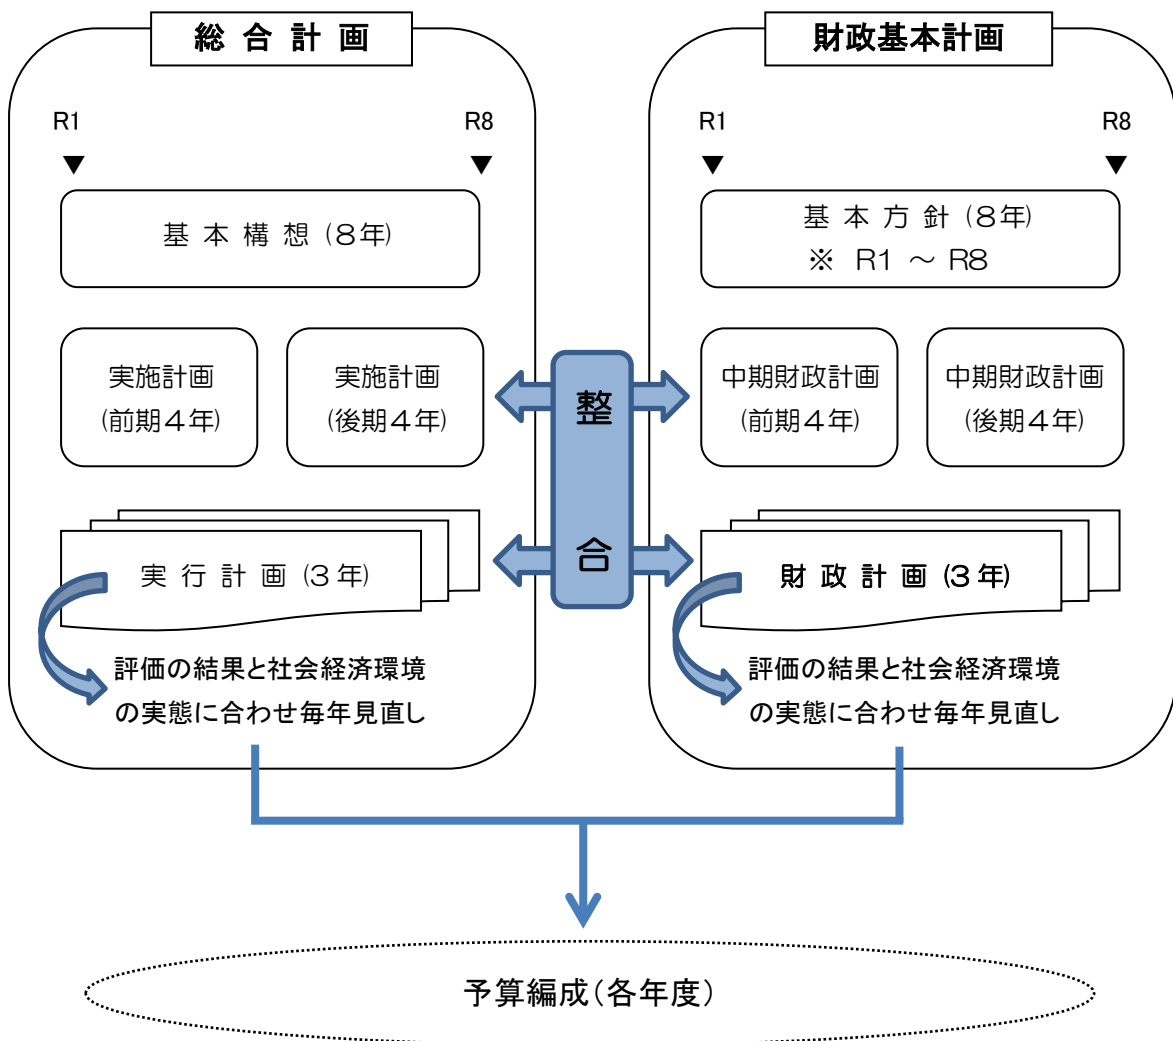 総合計画
R1
R8
基本構想(8年)
実施計画
(前期4年)
実施計画
(後期4年)
実行計画(3年)
評価の結果と社会経済環境
の実態に合わせ毎年見直し
整
合
財政基本計画
R1
R8
基本方針(8年)
※ R1 ～ R8
中期財政計画
(前期4年)
中期財政計画
(後期4年)
財政計画(3年)
評価の結果と社会経済環境
の実態に合わせ毎年見直し
予算編成(各年度)